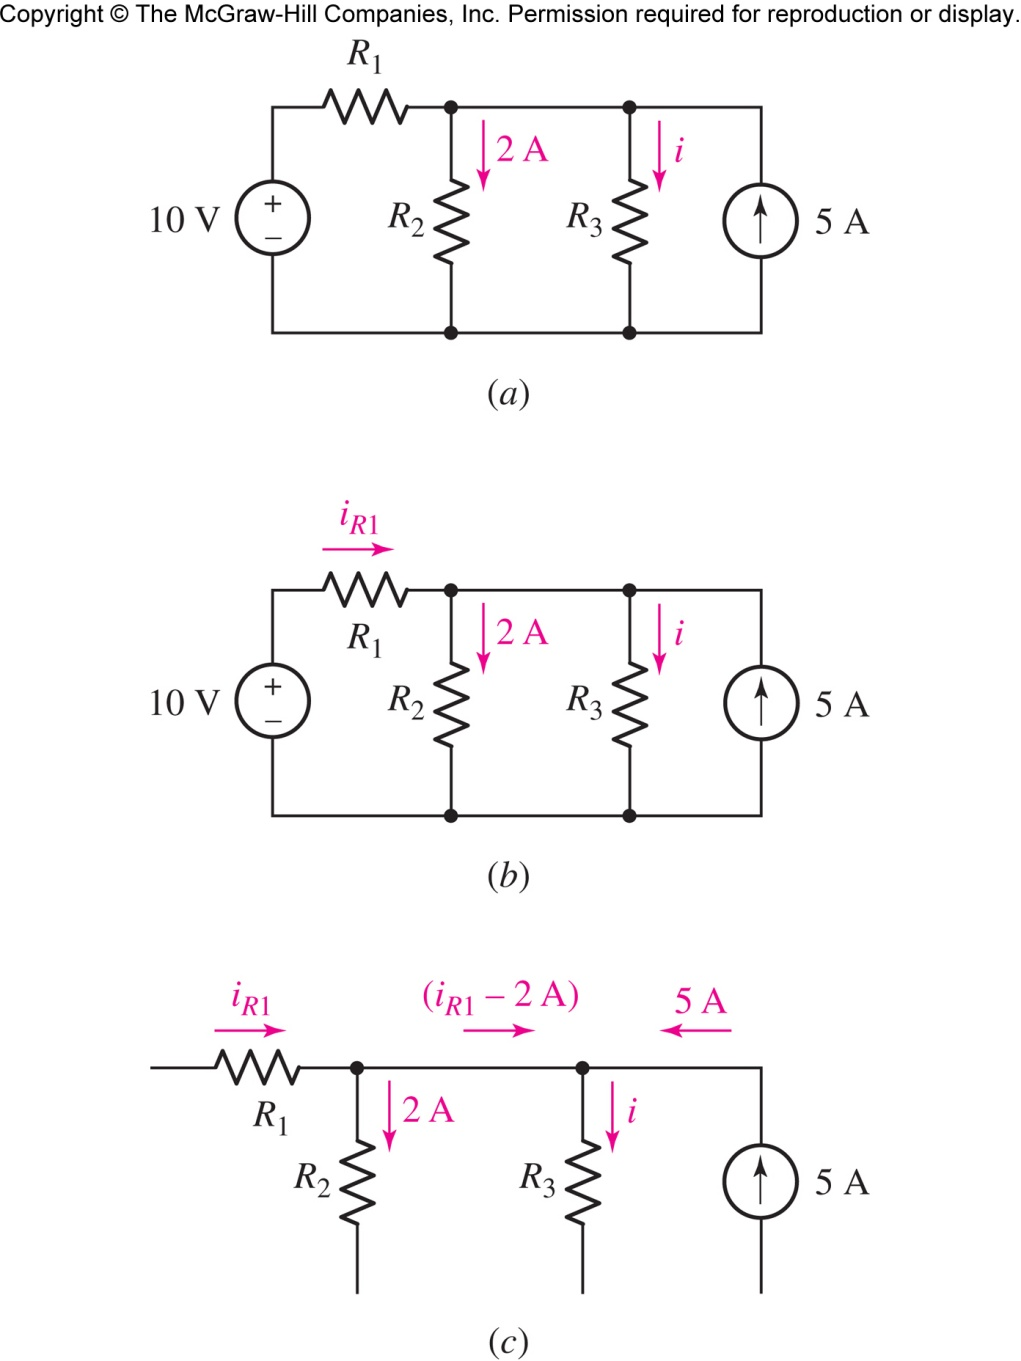 Copyright © The McGraw-Hill Companies, Inc. Permission required for reproduction or display.
R1
2 A
i
10 V
+
−
R2
R3
5 A
(a)
iR1
R1
2 A
i
10 V
+
−
R2
R3
5 A
(b)
iR1
(iR1 − 2 A)
5 A
R1
2 A
i
R2
R3
5 A
(c)